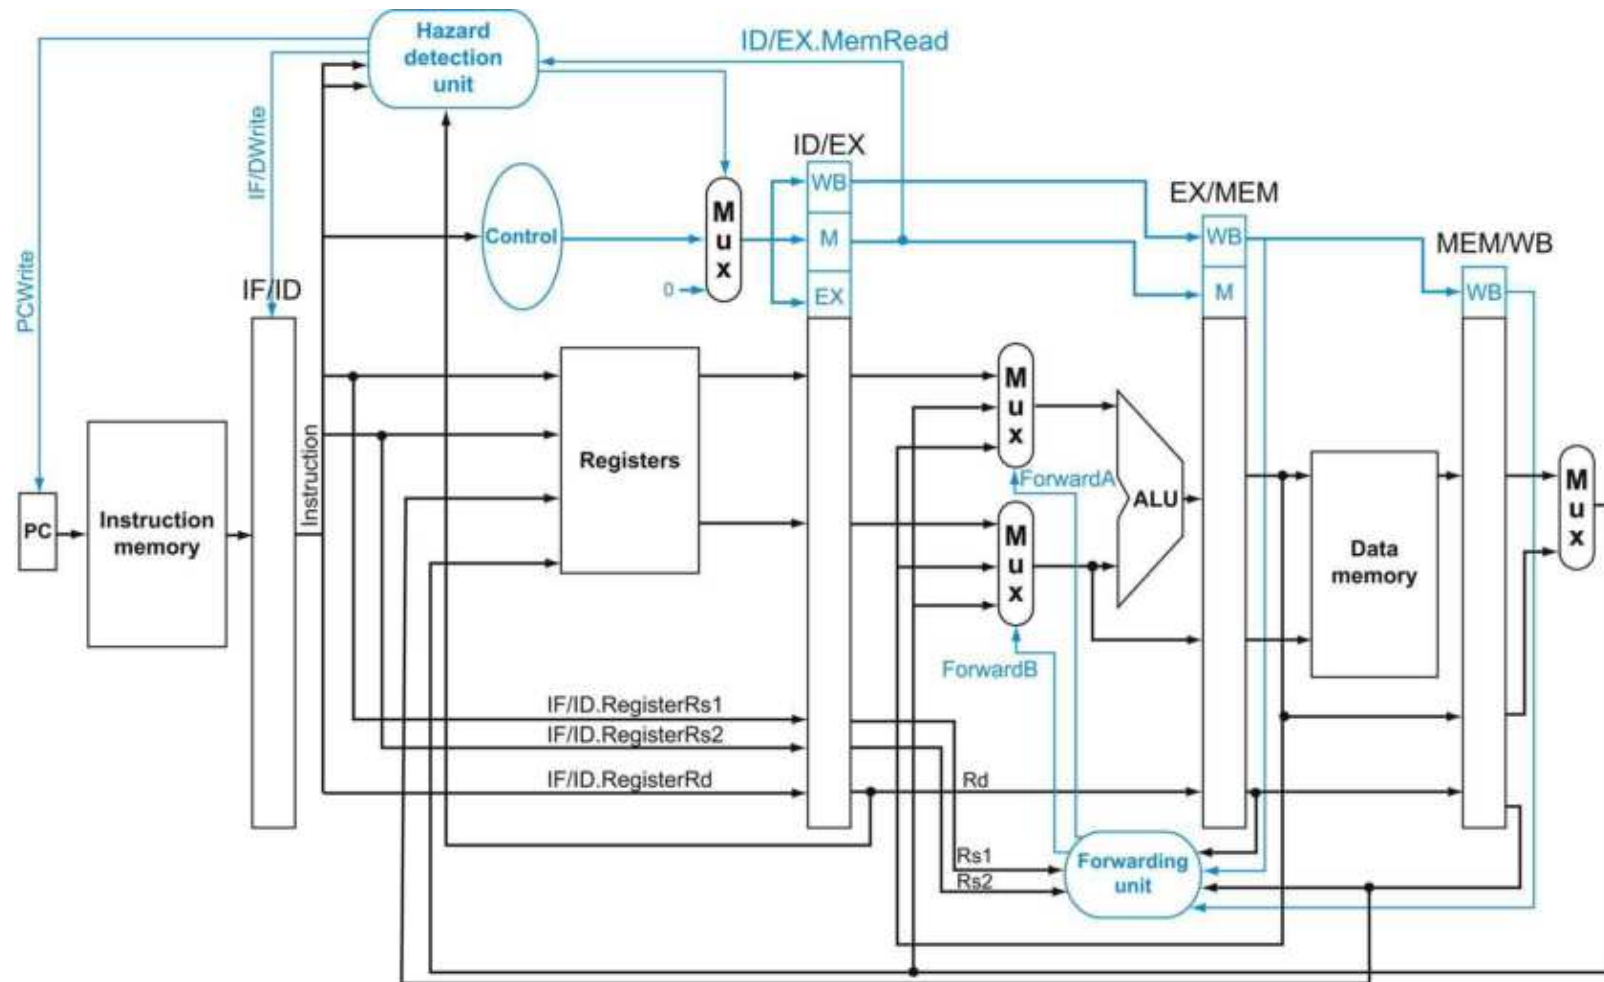 Hazard
detection
unit
ID/EX.MemRead
IF/DWrite
PCWrite
ID/EX
WB
M
EX
Control
M
u
x
0
EX/MEM
WB
M
MEM/WB
WB
IF/ID
Instruction
PC
Instruction
memory
Registers
M
u
x
ForwardA
M
u
x
ForwardB
ALU
Data
memory
M
u
x
IF/ID.RegisterRs1
IF/ID.RegisterRs2
IF/ID.RegisterRd
Rd
Rs1
Rs2
Forwarding
unit